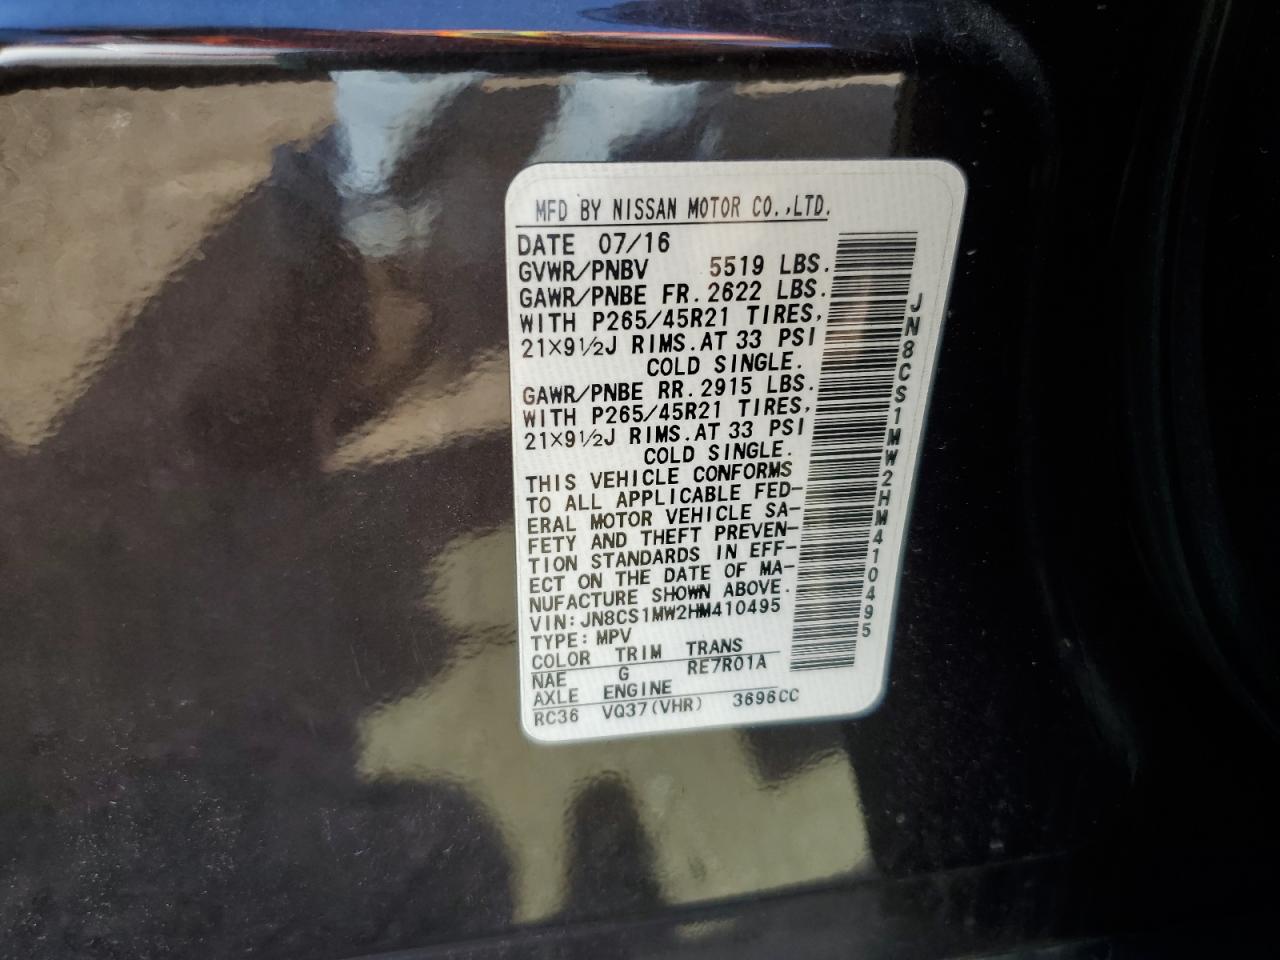 MFD BY NISSAN MOTOR CO.,LTD.
DATE 07/16
GVWR/PNBV 5519 LBS.
GAWR/PNBE FR. 2622 LBS.
WITH P265/45R21 TIRES,
21×9½J RIMS. AT 33 PSI
COLD SINGLE.
GAWR/PNBE RR. 2915 LBS.
WITH P265/45R21 TIRES,
21×9½J RIMS. AT 33 PSI
COLD SINGLE.
THIS VEHICLE CONFORMS
TO ALL APPLICABLE FED-
ERAL MOTOR VEHICLE SA-
FETY AND THEFT PREVEN-
TION STANDARDS IN EFF-
ECT ON THE DATE OF MA-
NUFACTURE SHOWN ABOVE.
VIN: JN8CS1MW2HM410495
TYPE: MPV
COLOR TRIM TRANS
NAE G RE7R01A
AXLE ENGINE
RC36 VQ37(VHR) 3696CC
JN8CS1MW2HM410495